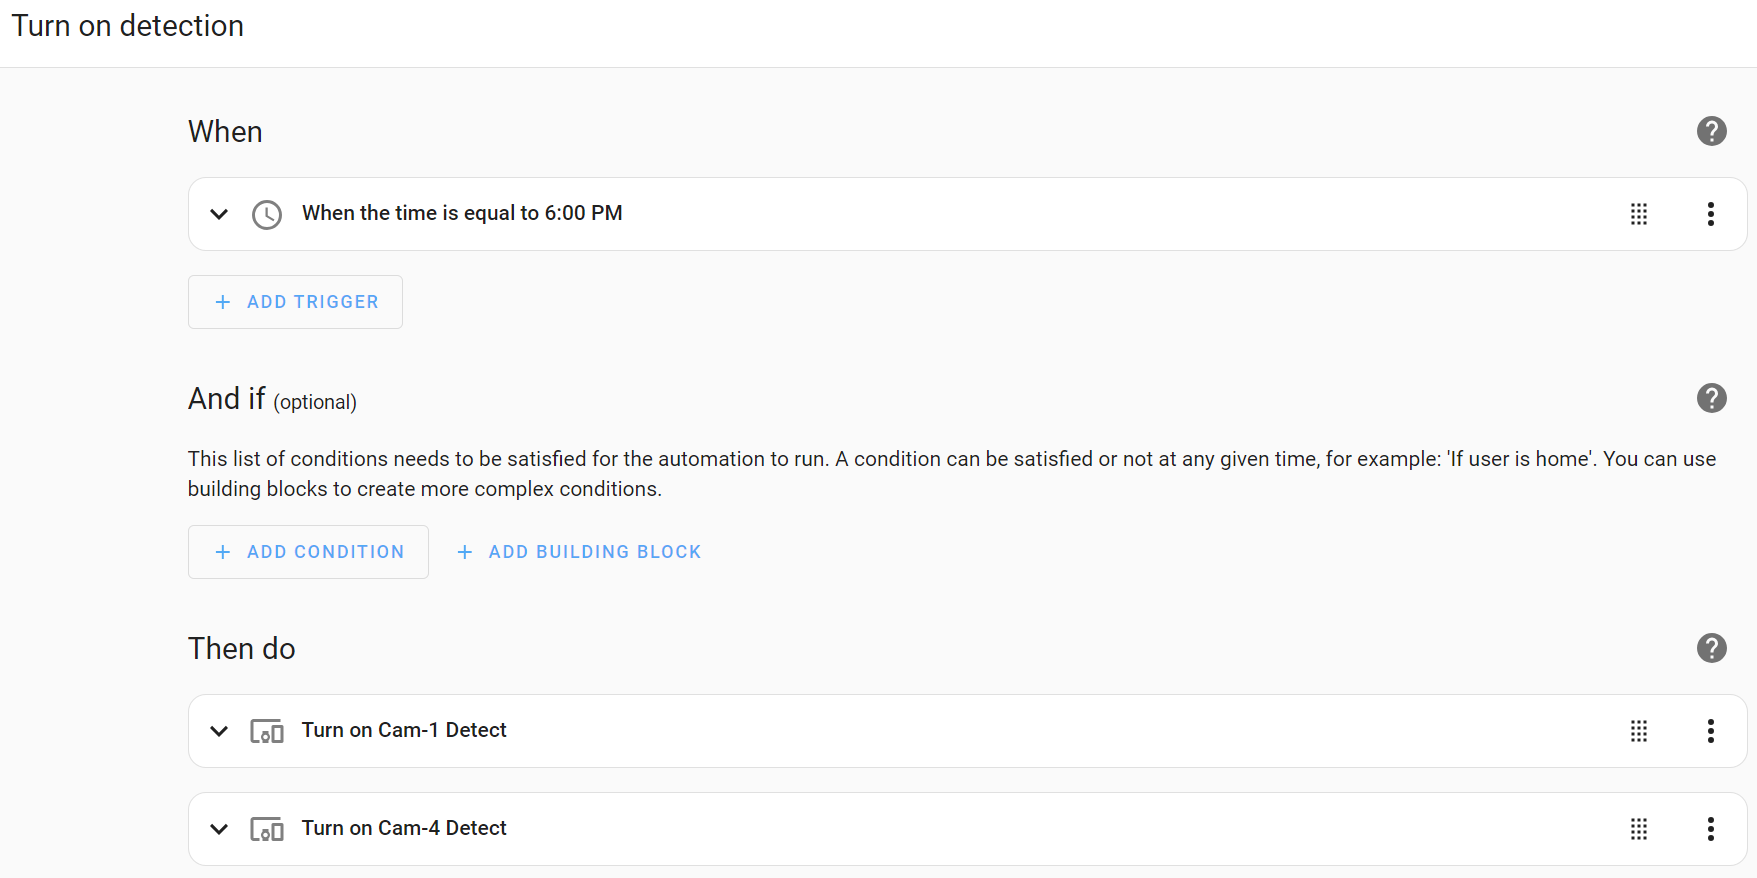 Turn on detection
When
When the time is equal to 6:00 PM
+ ADD TRIGGER
And if (optional)
This list of conditions needs to be satisfied for the automation to run. A condition can be satisfied or not at any given time, for example: 'If user is home'. You can use
building blocks to create more complex conditions.
+ ADD CONDITION + ADD BUILDING BLOCK
Then do
Turn on Cam-1 Detect
Turn on Cam-4 Detect